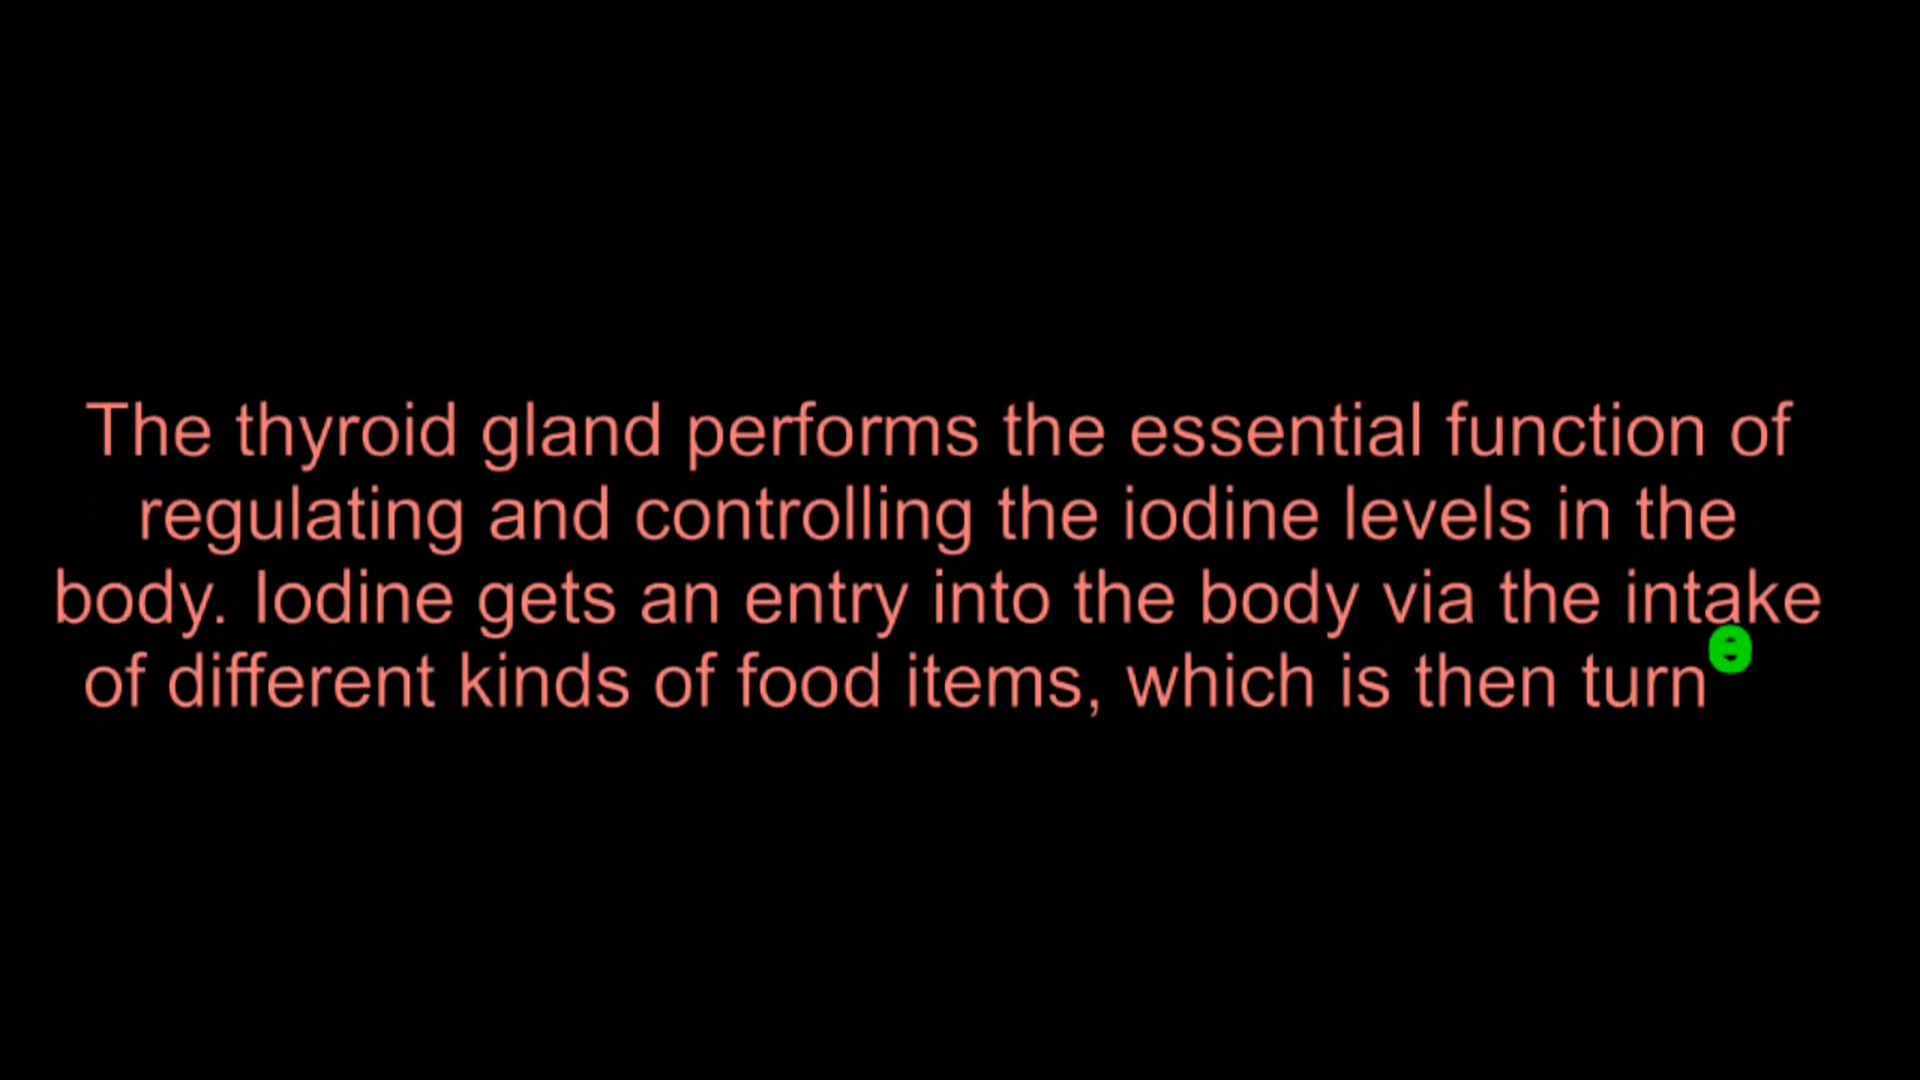 The thyroid gland performs the essential function of
regulating and controlling the iodine levels in the
body. Iodine gets an entry into the body via the intake
of different kinds of food items, which is then turne